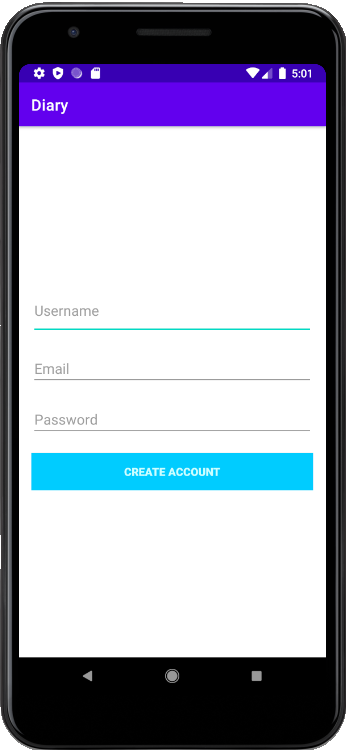 5:01
Diary
Username
Email
Password
CREATE ACCOUNT